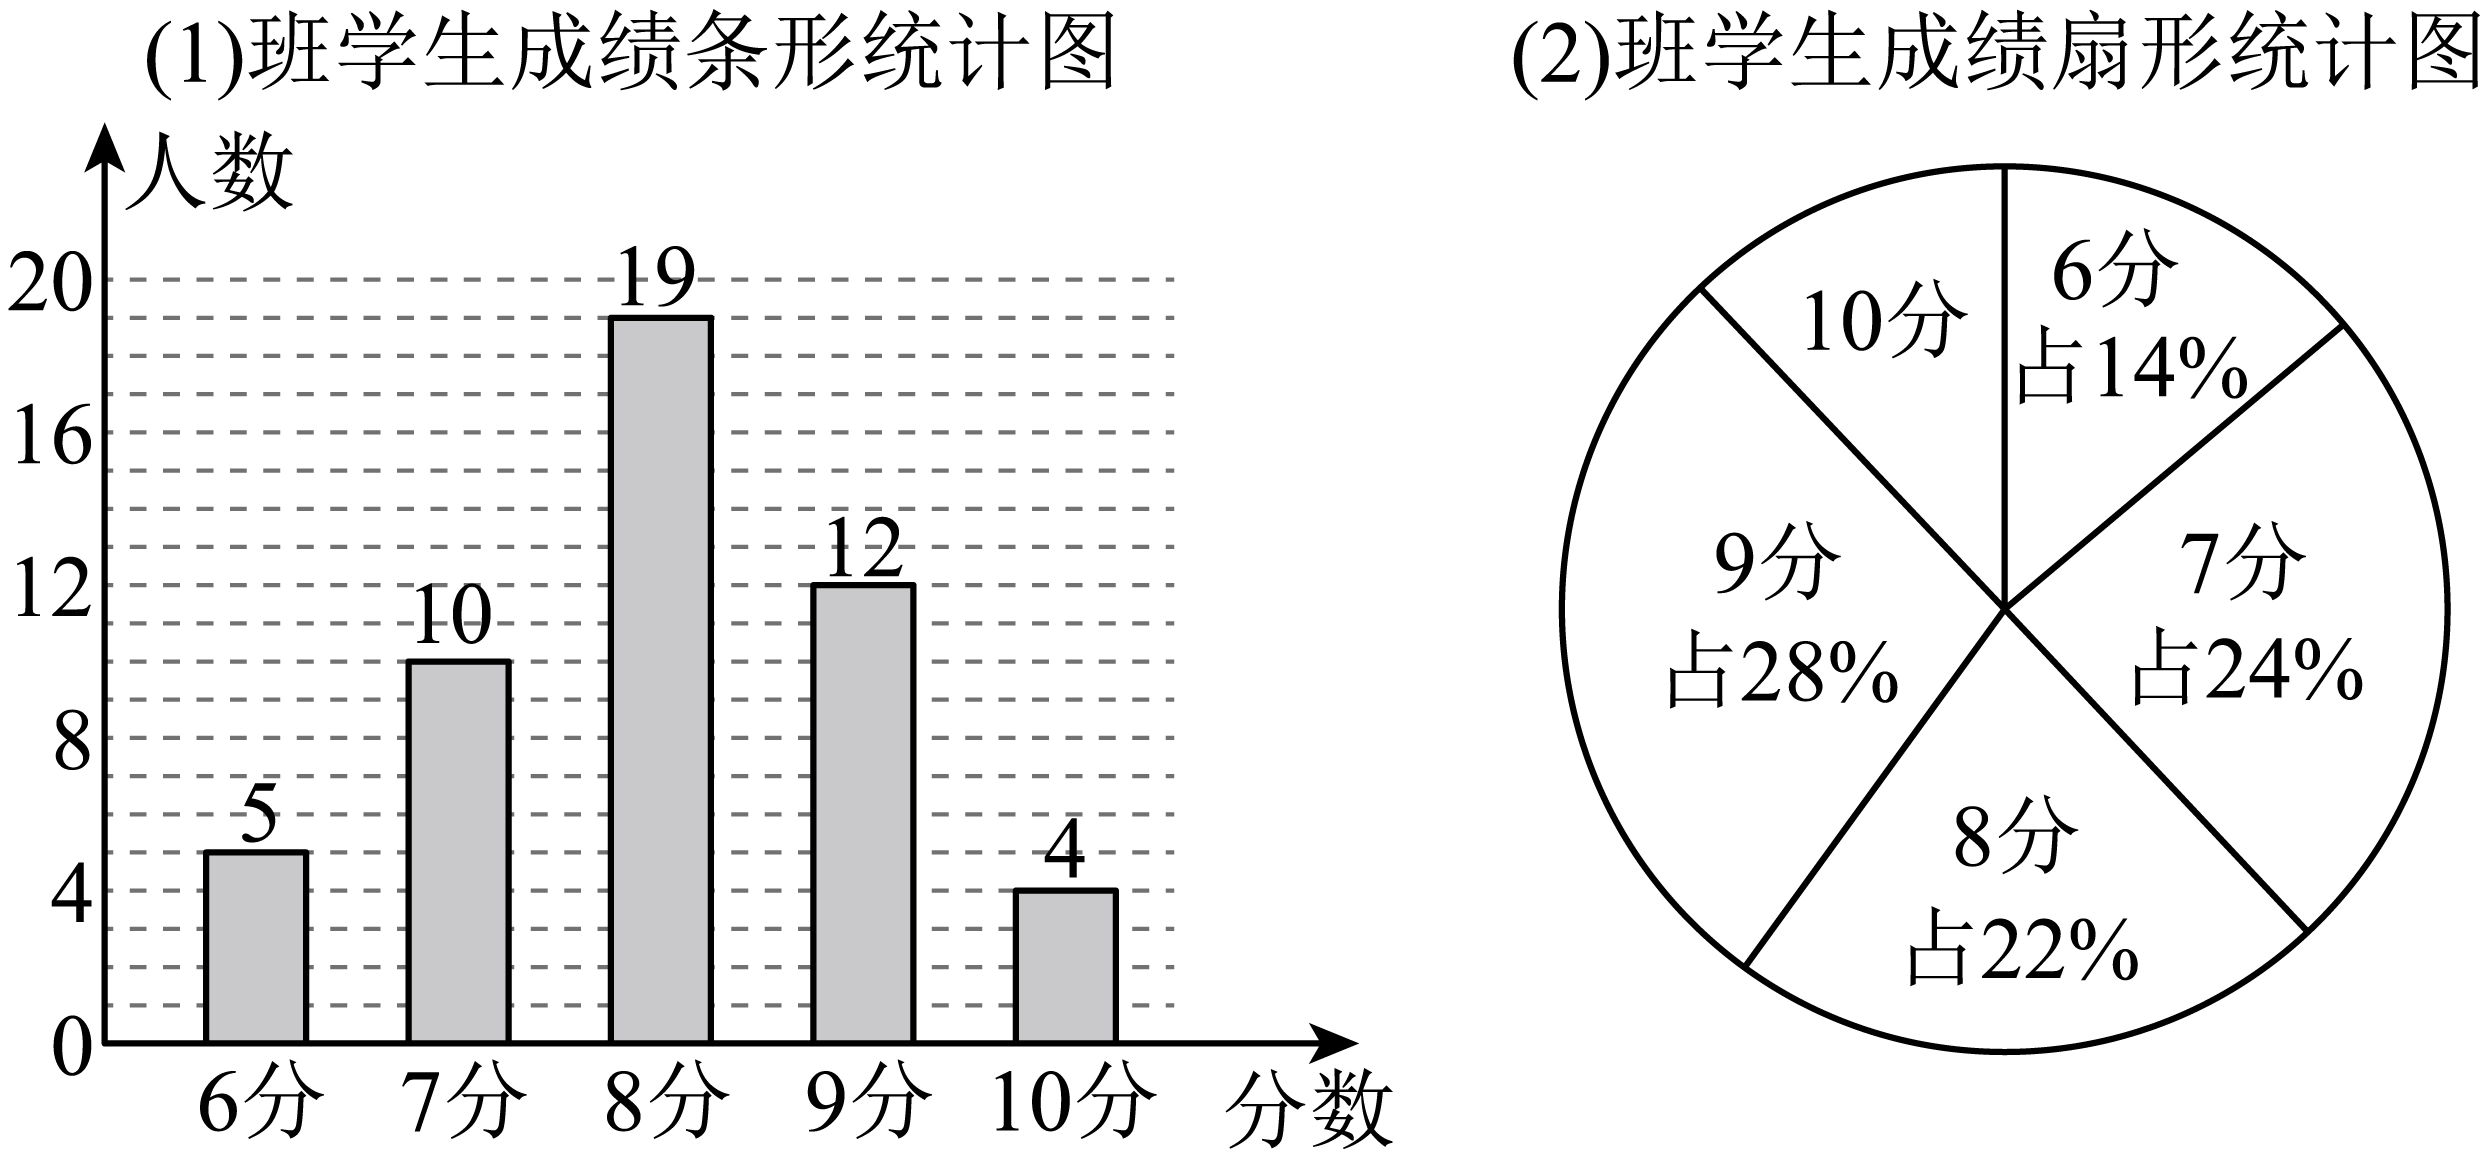 (1)班学生成绩条形统计图
人数
20
16
12
8
4
0
5
10
19
12
4
6分 7分 8分 9分 10分 分数
(2)班学生成绩扇形统计图
10分
6分
占14%
9分
占28%
7分
占24%
8分
占22%